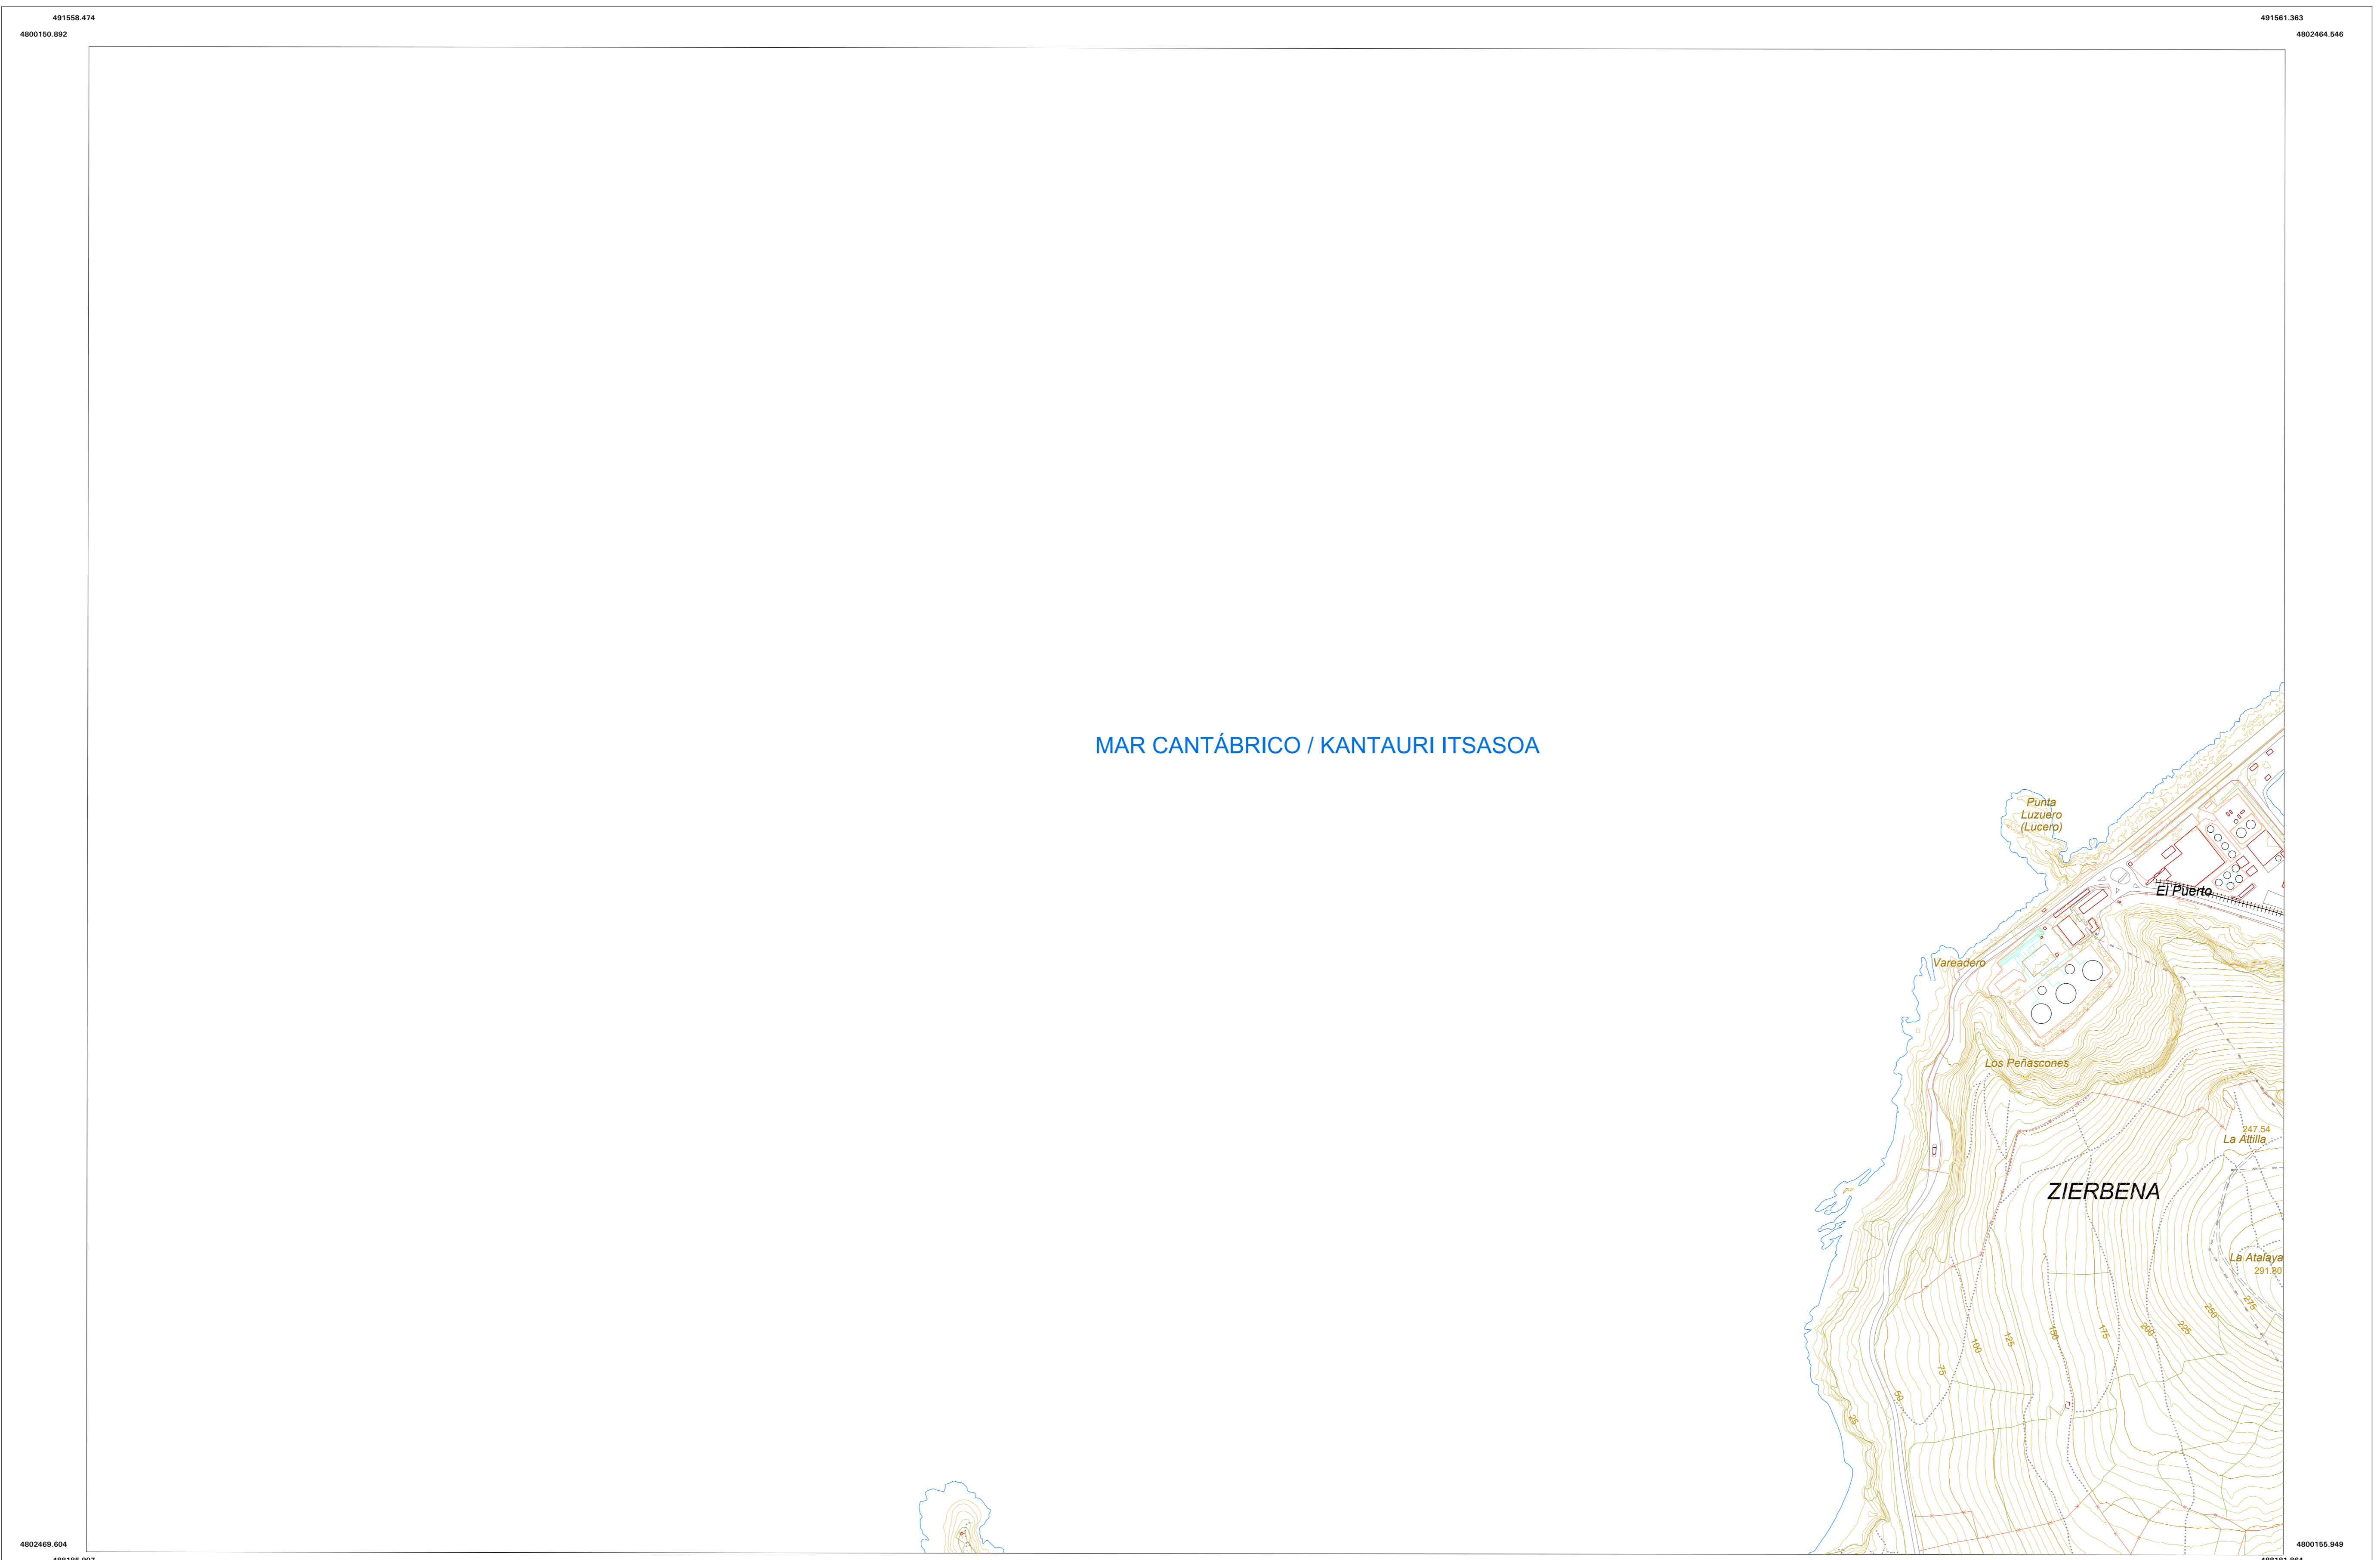 491558.474
491561.363
4800150.892
4802464.546
MAR CANTÁBRICO / KANTAURI ITSASOA
Punta
Luzuero
(Lucero)
El Puerto
Vareadero
Los Peñascones
247.54
La Altilla
ZIERBENA
La Atalaya
291.80
275
250
225
200
175
150
125
100
75
50
25
4802469.604
4800155.949